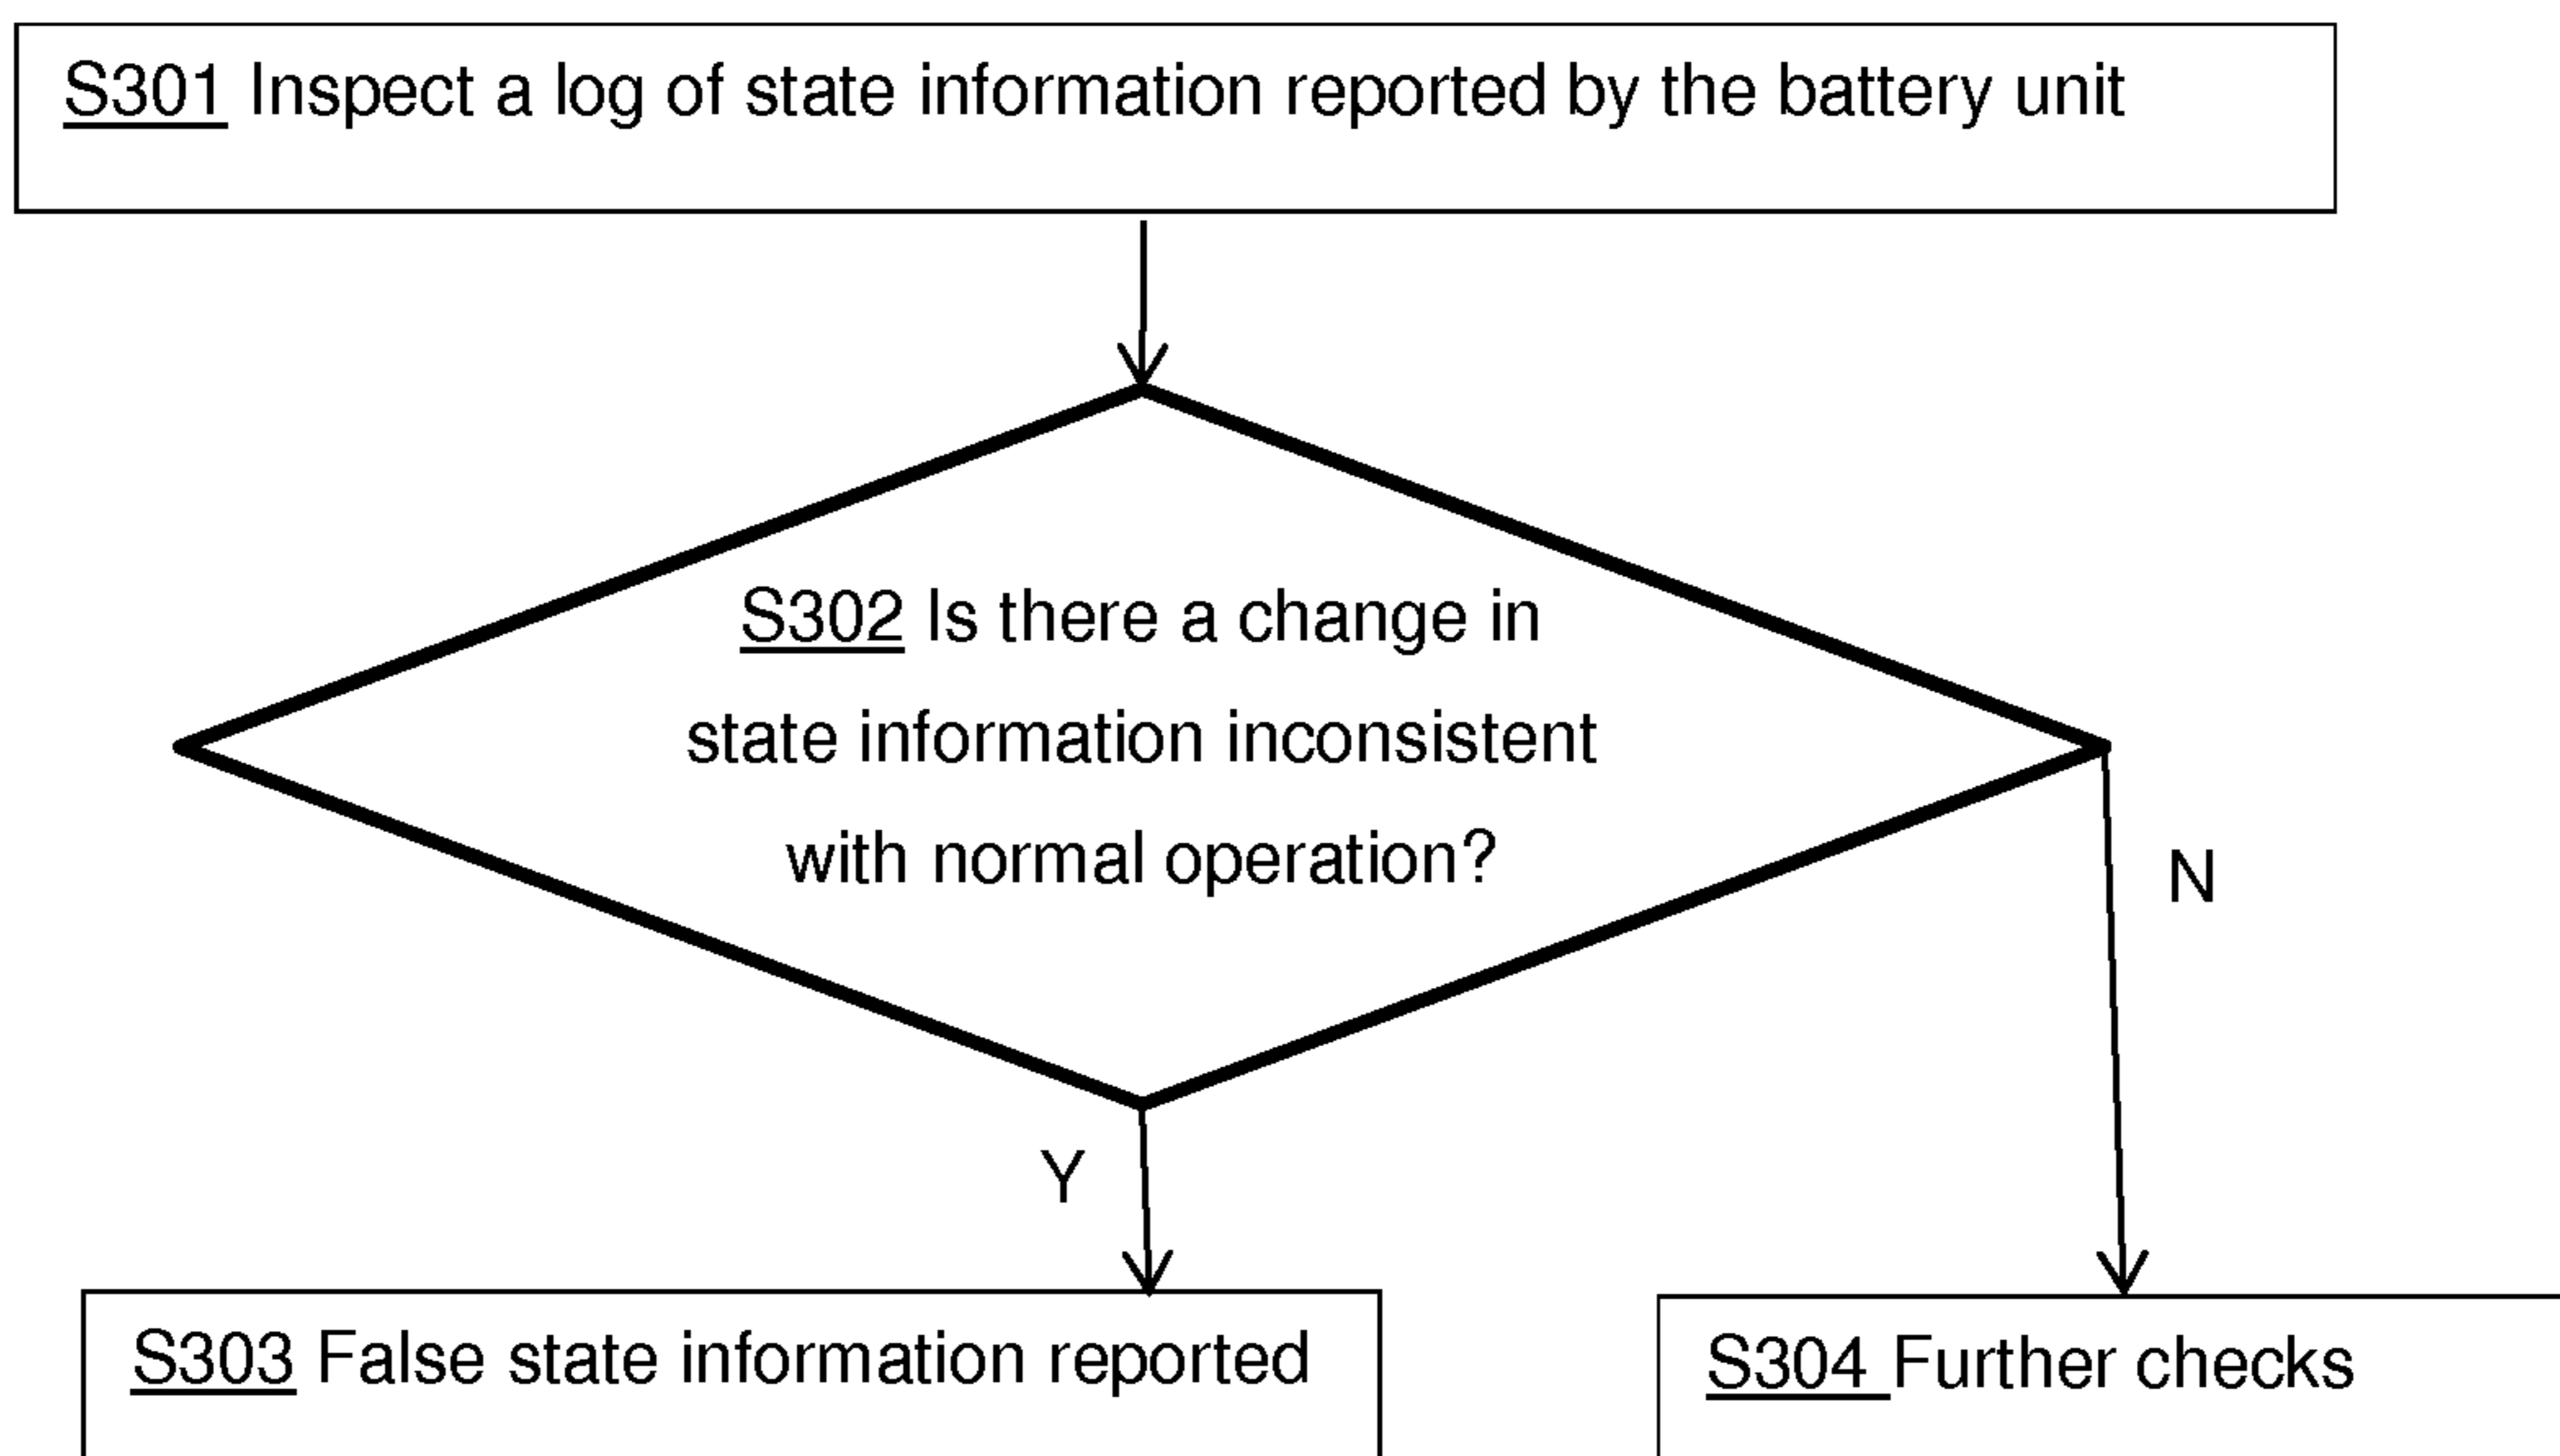 S301 Inspect a log of state information reported by the battery unit
S302 Is there a change in
state information inconsistent
with normal operation?
N
Y
S303 False state information reported
S304 Further checks